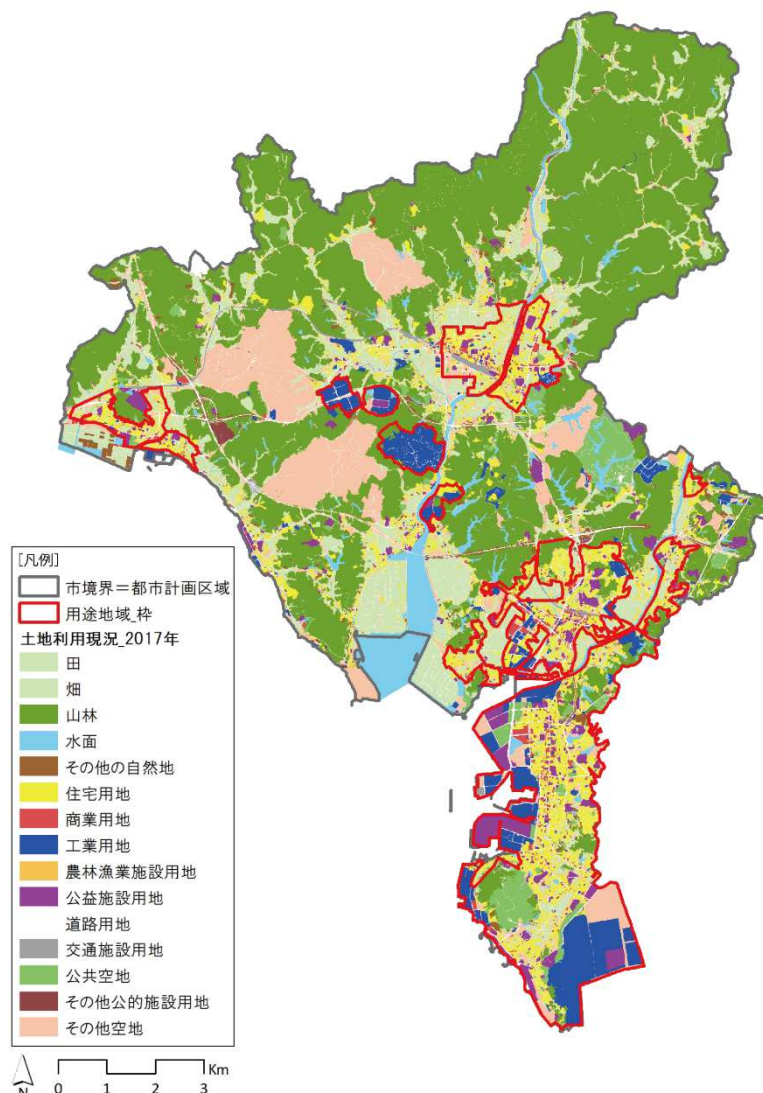 [凡例]
市境界＝都市計画区域
用途地域_枠
土地利用現況_2017年
田
畑
山林
水面
その他の自然地
住宅用地
商業用地
工業用地
農林漁業施設用地
公益施設用地
道路用地
交通施設用地
公共空地
その他公的施設用地
その他空地
N
0 1 2 3 Km